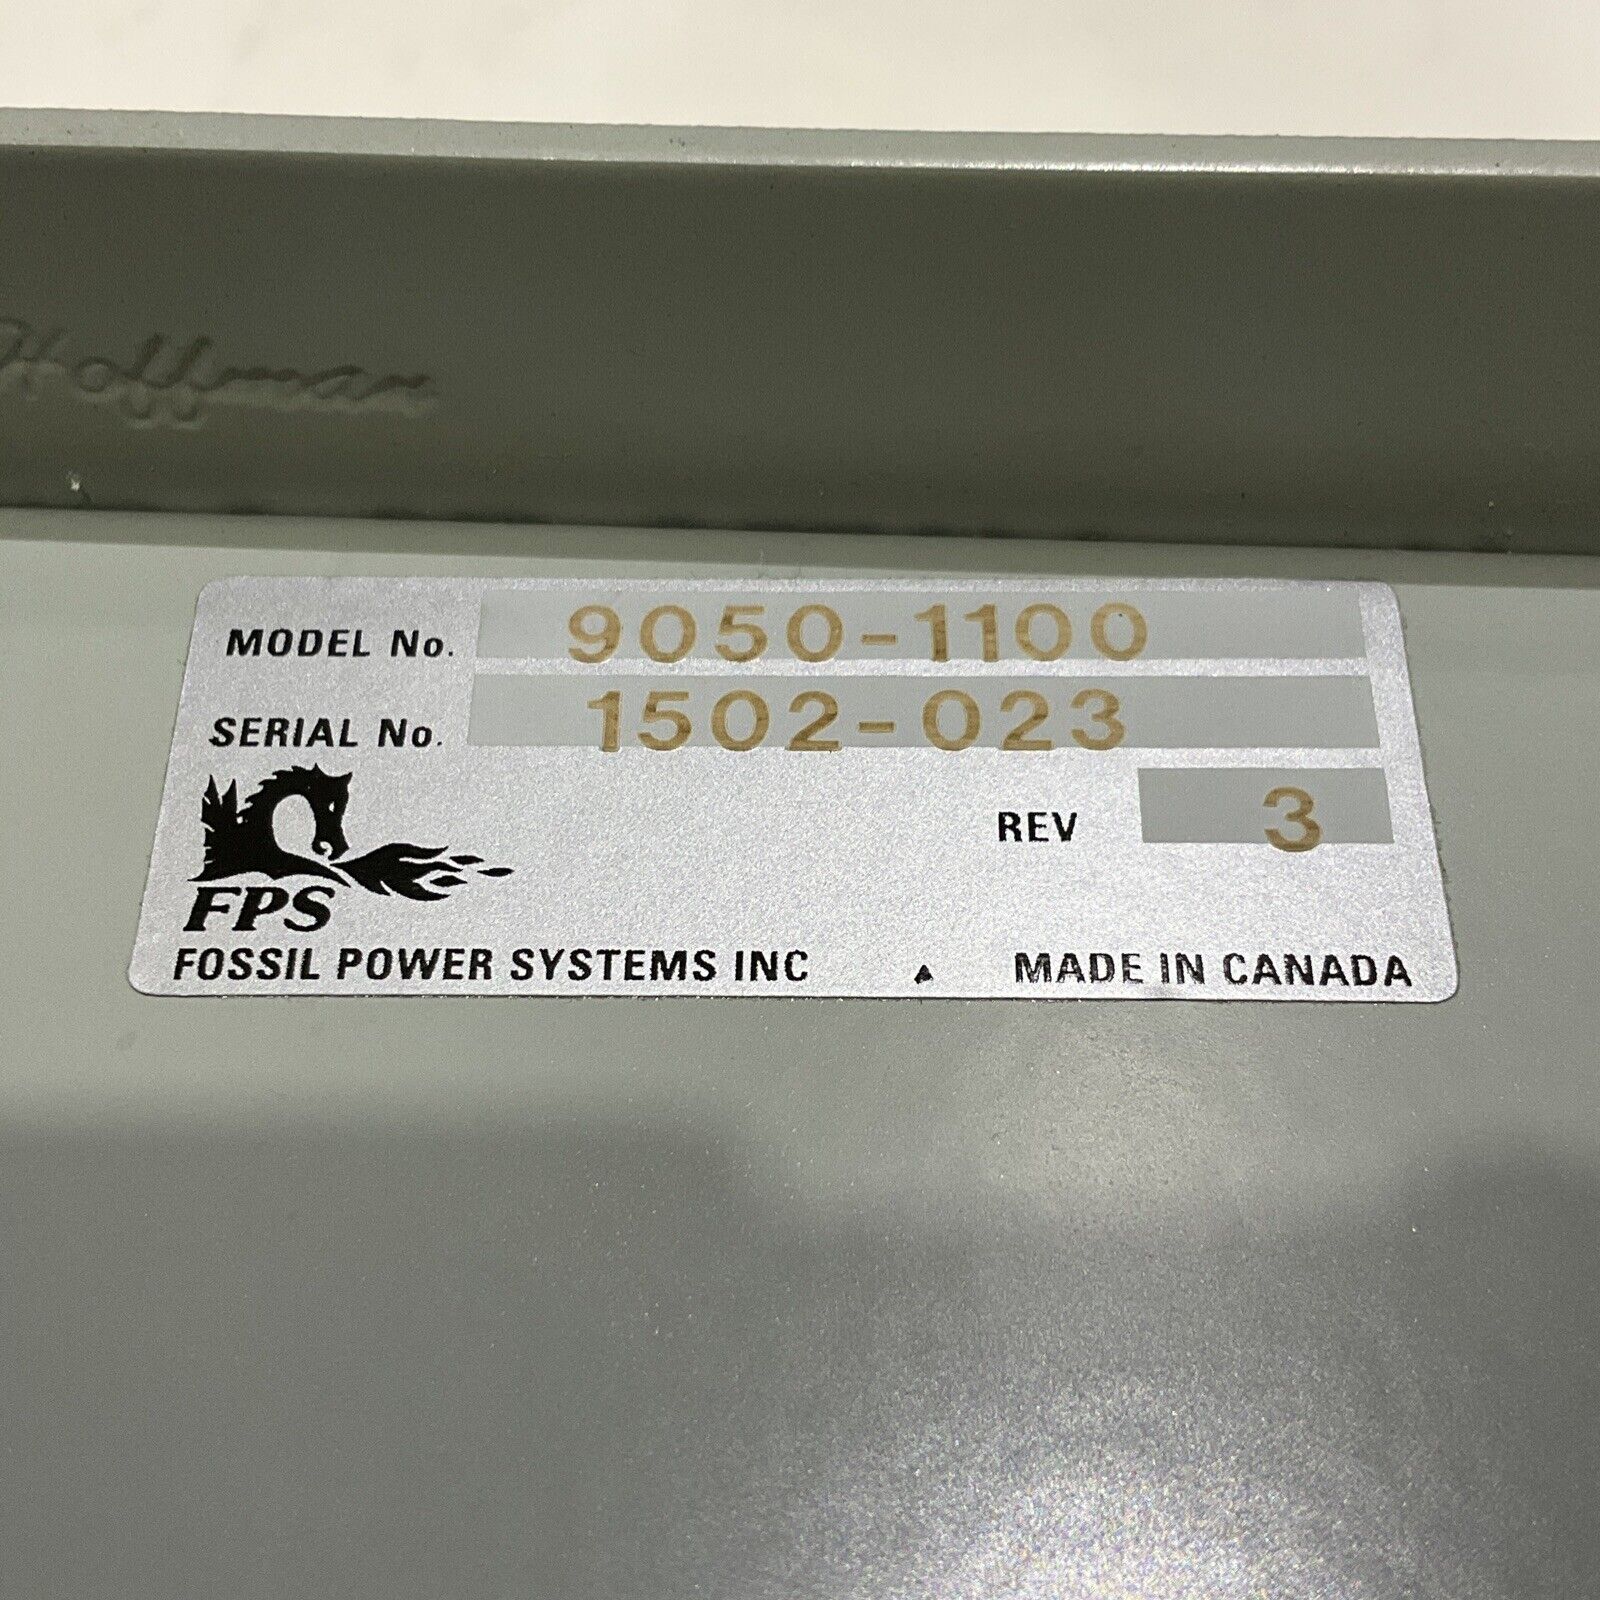 Hoffman
MODEL No. 9050-1100
SERIAL No. 1502-023
REV 3
FPS
FOSSIL POWER SYSTEMS INC
MADE IN CANADA